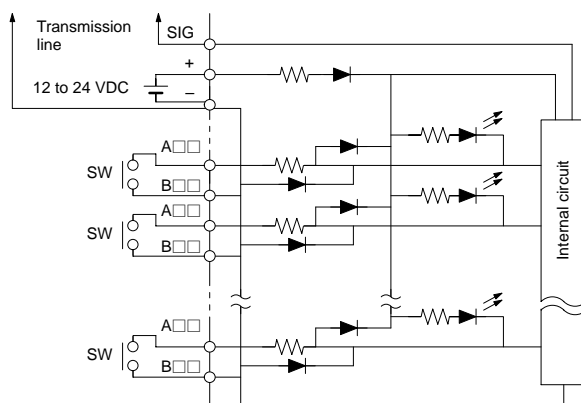 Transmission
line
SIG
+
12 to 24 VDC
−
A□□
SW
B□□
A□□
SW
B□□
A□□
SW
B□□
Internal circuit